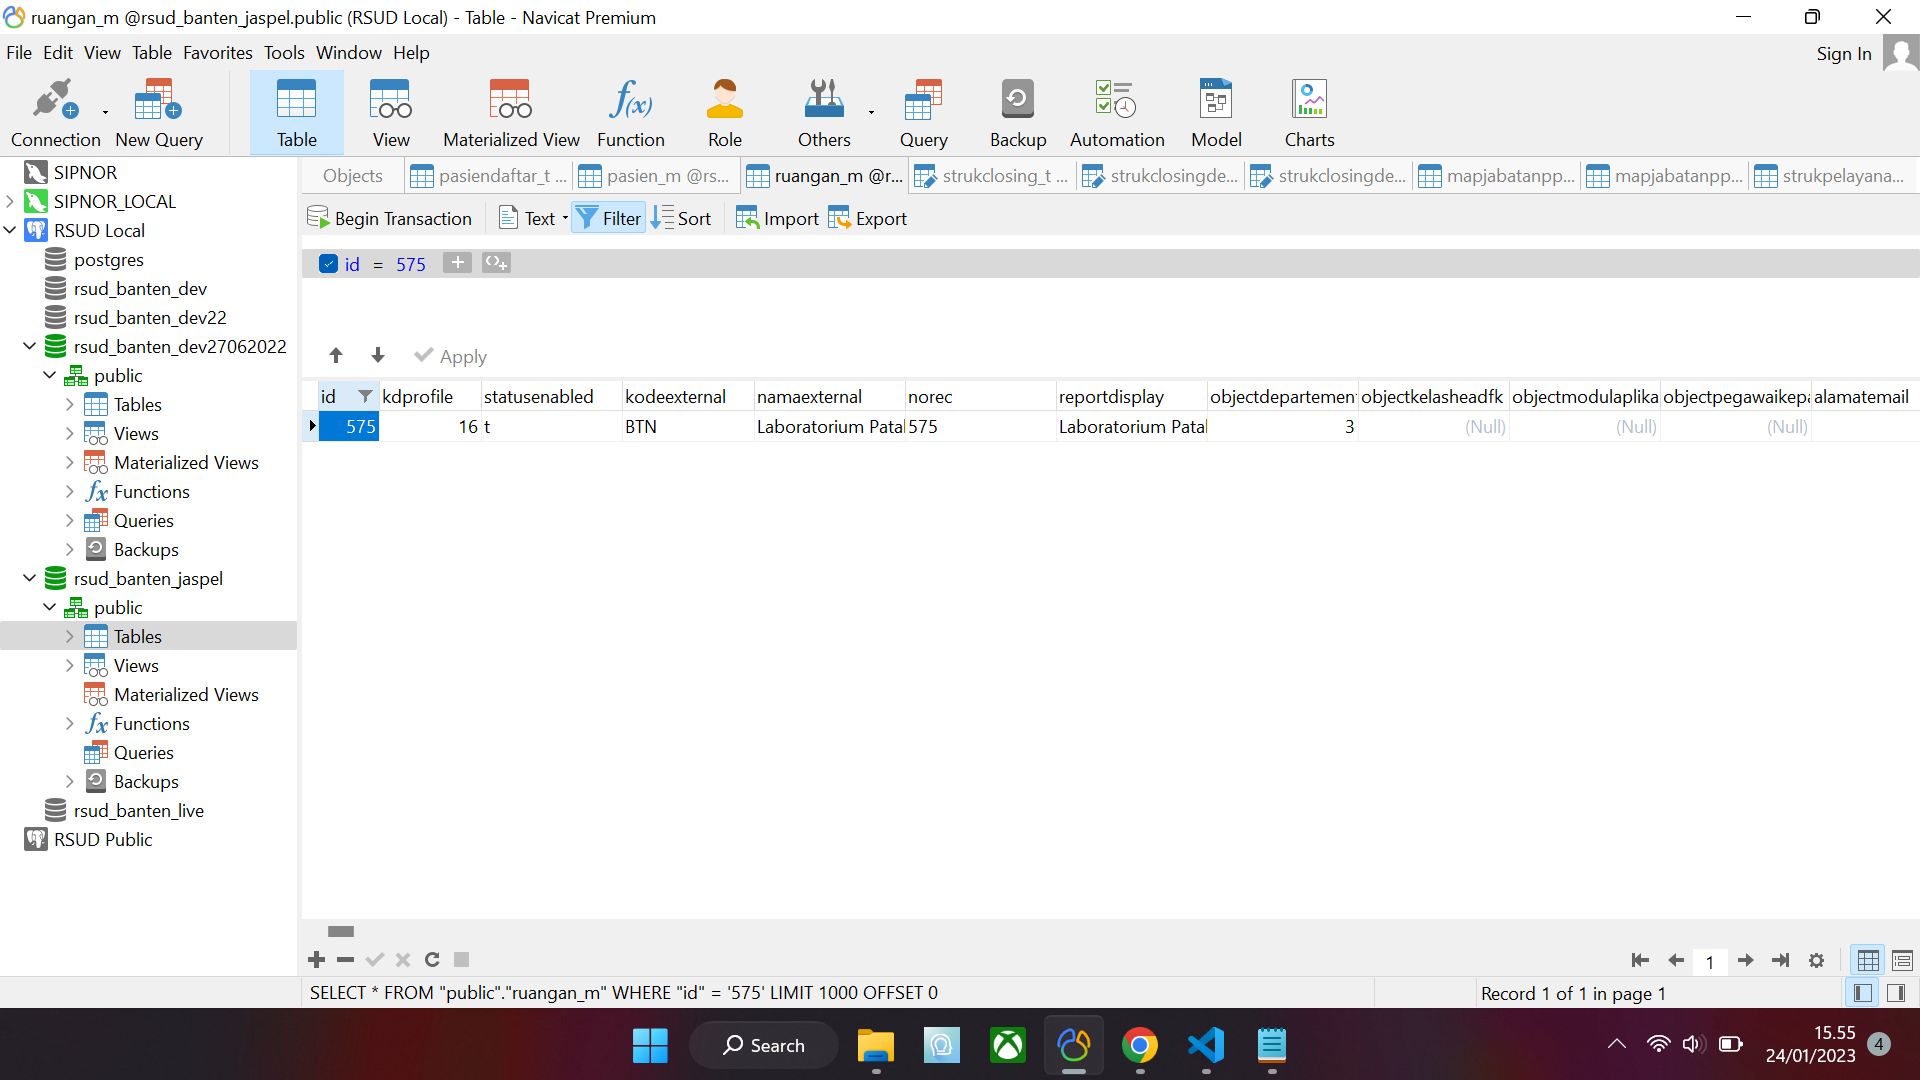 ruangan_m @rsud_banten_jaspel.public (RSUD Local) - Table - Navicat Premium
File Edit View Table Favorites Tools Window Help
Sign In
Connection New Query Table View Materialized View Function Role Others Query Backup Automation Model Charts
SIPNOR
SIPNOR_LOCAL
RSUD Local
postgres
rsud_banten_dev
rsud_banten_dev22
rsud_banten_dev27062022
public
Tables
Views
Materialized Views
Functions
Queries
Backups
rsud_banten_jaspel
public
Tables
Views
Materialized Views
Functions
Queries
Backups
rsud_banten_live
RSUD Public
Objects pasiendaftar_t ... pasien_m @rs... ruangan_m @r... strukclosing_t ... strukclosingde... strukclosingde... mapjabatanpp... mapjabatanpp... strukpelayana...
Begin Transaction Text Filter Sort Import Export
id = 575
Apply
id kdprofile statusenabled kodeexternal namaexternal norec reportdisplay objectdepartemen objectkelasheadfk objectmodulaplika objectpegawaikepa alamatemail
575 16 t BTN Laboratorium Patal 575 Laboratorium Patal 3 (Null) (Null) (Null)
1
SELECT * FROM "public"."ruangan_m" WHERE "id" = '575' LIMIT 1000 OFFSET 0
Record 1 of 1 in page 1
Search
15.55
24/01/2023
4